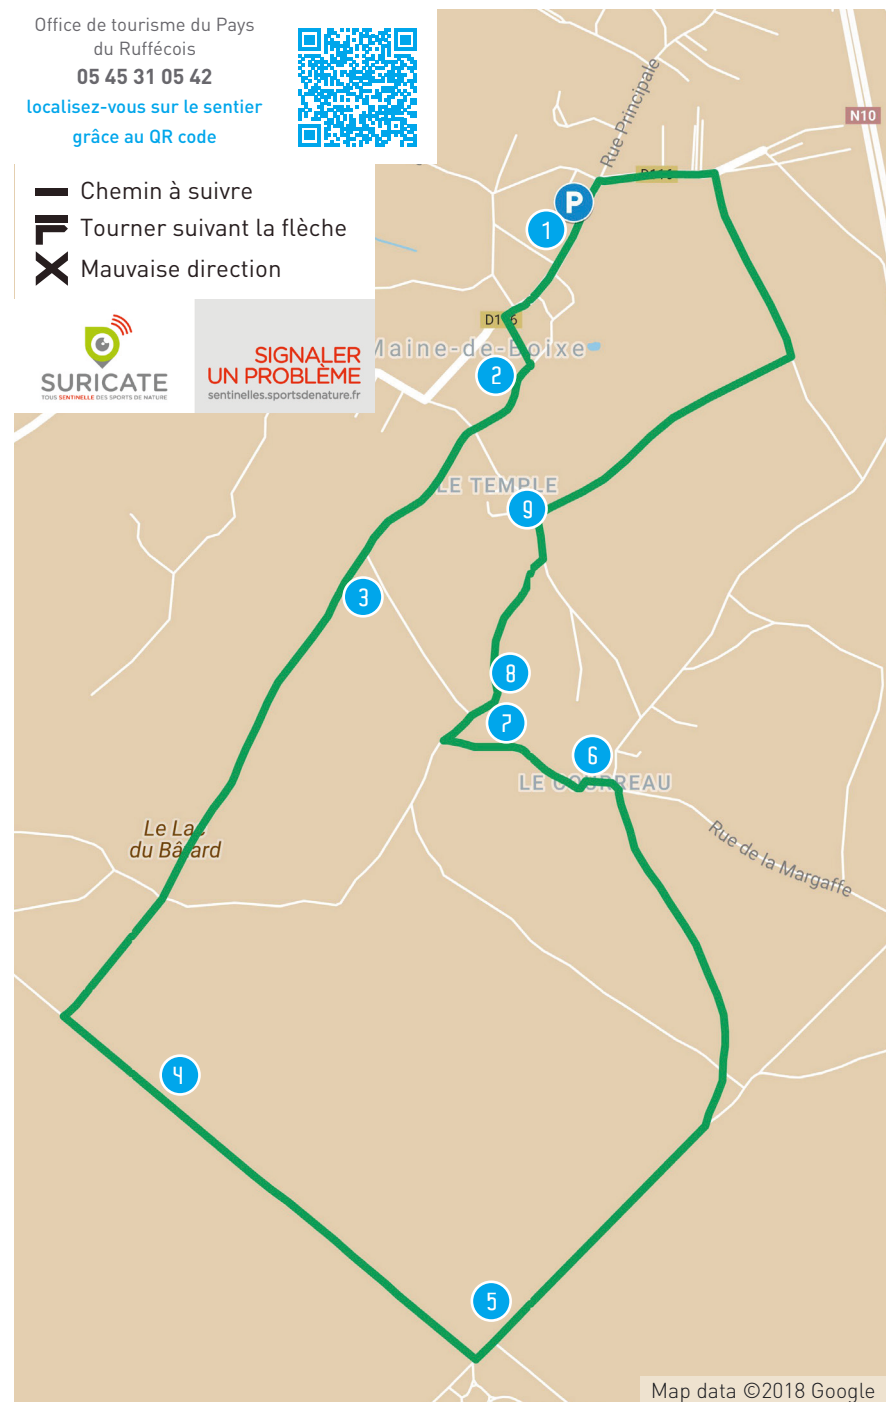 Office de tourisme du Pays
du Ruffécois
05 45 31 05 42
localisez-vous sur le sentier
grâce au QR code
Chemin à suivre
Tourner suivant la flèche
Mauvaise direction
SURICATE
TOUS SENTINELLE DES SPORTS DE NATURE
SIGNALER
UN PROBLÈME
sentinelles.sportsdenature.fr
N10
Rue Principale
P
1
Maine-de-Boixe
2
LE TEMPLE
9
3
8
7
6
LE COURREAU
Le Lac
du Bâtard
Rue de la Margaffe
4
5
Map data ©2018 Google